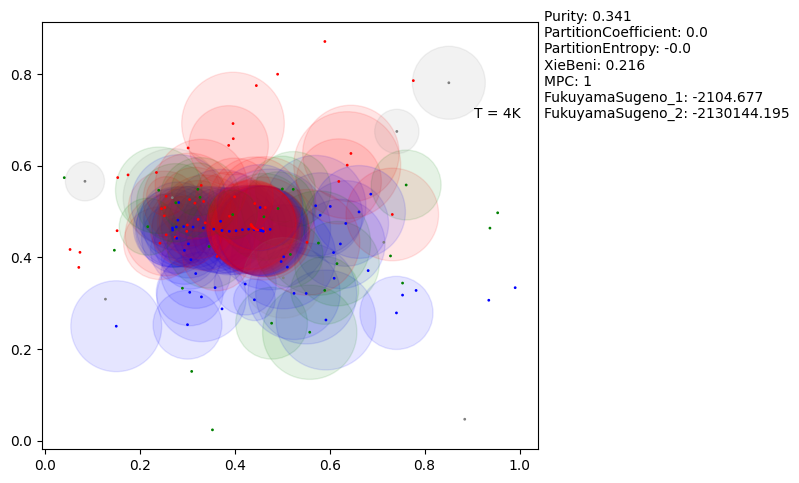 Purity: 0.341
PartitionCoefficient: 0.0
PartitionEntropy: -0.0
XieBeni: 0.216
MPC: 1
FukuyamaSugeno_1: -2104.677
FukuyamaSugeno_2: -2130144.195
T = 4K
0.8
0.6
0.4
0.2
0.0
0.0 0.2 0.4 0.6 0.8 1.0